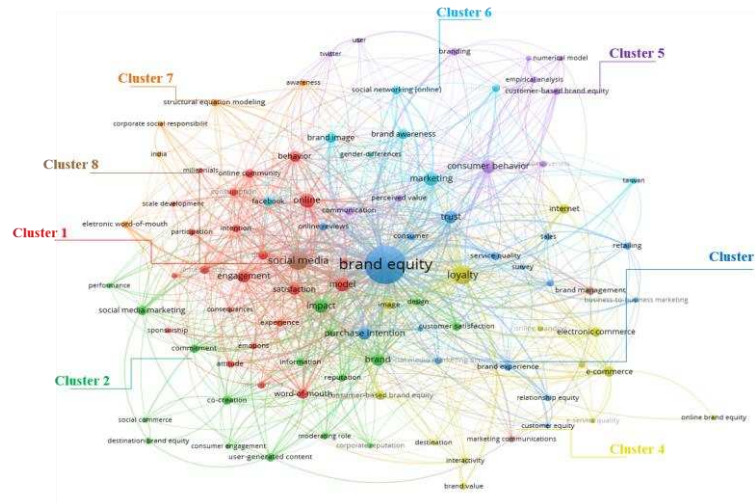 Cluster 6
user
twitter
branding
Cluster 5
numerical model
Cluster 7
awareness
social networking (online)
empirical analysis
customer-based brand equity
structural equation modeling
corporate social responsibilit
brand image
brand awareness
india
behavior
gender-differences
consumer behavior
Cluster 8
millenials
online community
marketing
taiwan
facebook
perceived value
scale development
online
communication
internet
trust
eletronic word-of-mouth
participation
intention
online reviews
consumer
sales
Cluster 1
retailing
service quality
social media
brand equity
survey
Cluster
engagement
loyalty
performance
satisfaction
model
brand management
business-to-business marketing
social media marketing
consequences
impact
image
design
experience
sponsorship
purchase intention
customer satisfaction
electronic commerce
emotions
commitment
information
brand
attitude
brand experience
e-commerce
Cluster 2
reputation
co-creation
word-of-mouth
consumer-based brand equity
relationship equity
social commerce
e-service quality
online brand equity
customer equity
destination brand equity
consumer engagement
moderating role
corporate reputation
destination
marketing communications
Cluster 4
user-generated content
interactivity
brand value